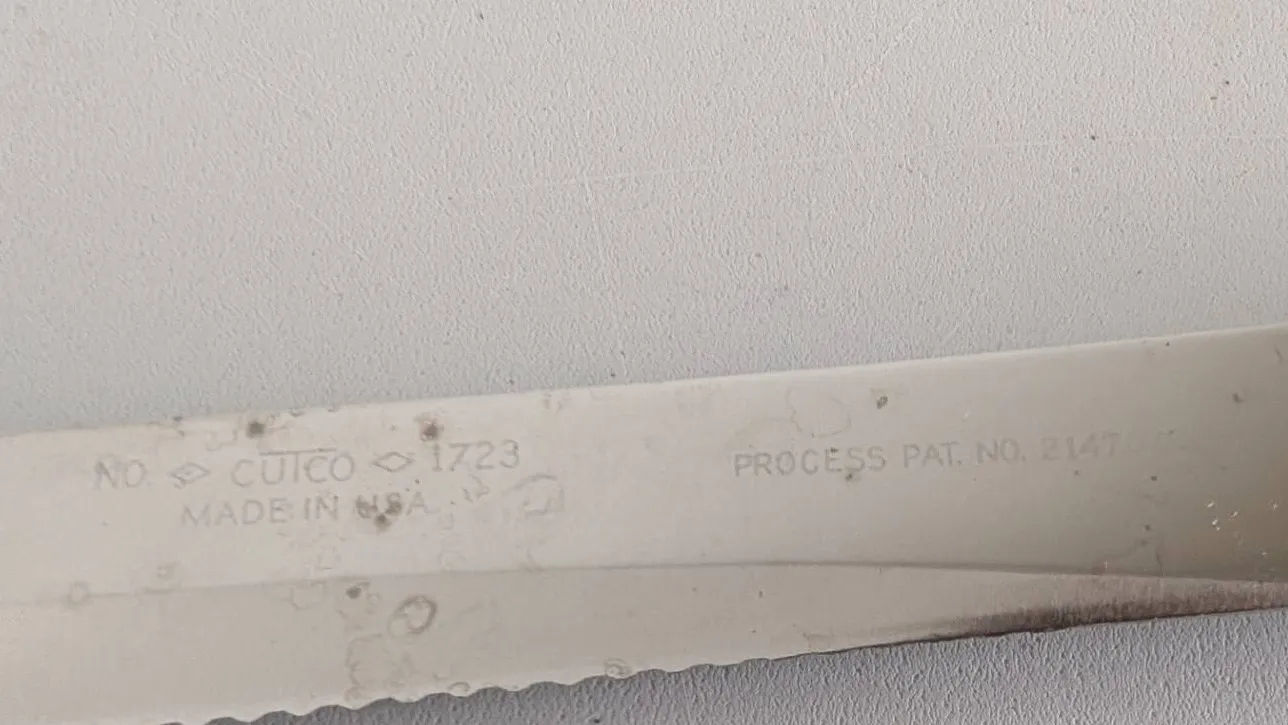 NO. CUTCO 1723
MADE IN USA
PROCESS PAT. NO. 2147